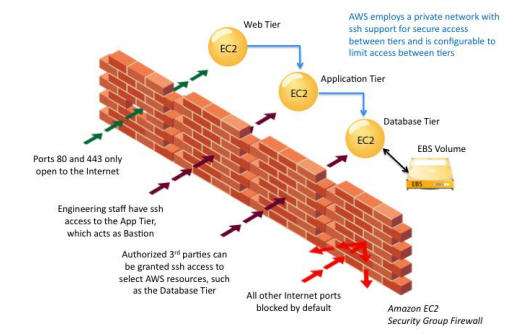 AWS employs a private network with
ssh support for secure access
between tiers and is configurable to
limit access between tiers
Web Tier
EC2
Application Tier
EC2
Database Tier
EC2
EBS Volume
EBS
Ports 80 and 443 only
open to the Internet
Engineering staff have ssh
access to the App Tier,
which acts as Bastion
Authorized 3rd parties can
be granted ssh access to
select AWS resources, such
as the Database Tier
All other Internet ports
blocked by default
Amazon EC2
Security Group Firewall